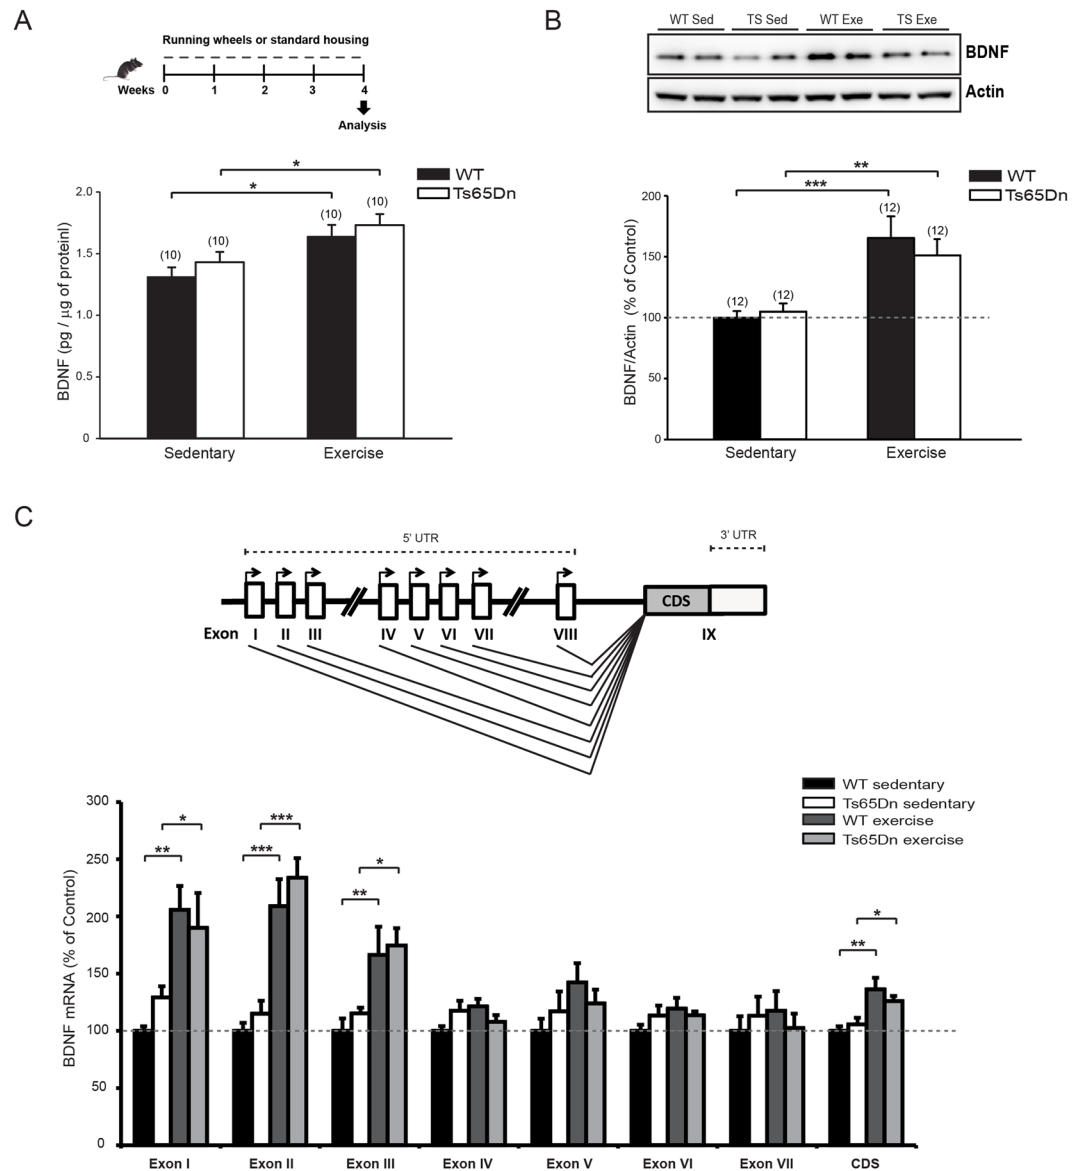 A
Running wheels or standard housing
Weeks 0 1 2 3 4
Analysis
* *
WT
Ts65Dn
BDNF (pg / µg of proteinl)
2.0
1.5
1.0
0.5
0
(10) (10) (10) (10)
Sedentary Exercise
B
WT Sed TS Sed WT Exe TS Exe
BDNF
Actin
*** **
WT
Ts65Dn
BDNF/Actin (% of Control)
200
150
100
50
0
(12) (12) (12) (12)
Sedentary Exercise
C
5' UTR 3' UTR
CDS
Exon I II III IV V VI VII VIII IX
WT sedentary
Ts65Dn sedentary
WT exercise
Ts65Dn exercise
BDNF mRNA (% of Control)
300
250
200
150
100
50
0
** * *** *** ** * ** *
Exon I Exon II Exon III Exon IV Exon V Exon VI Exon VII CDS